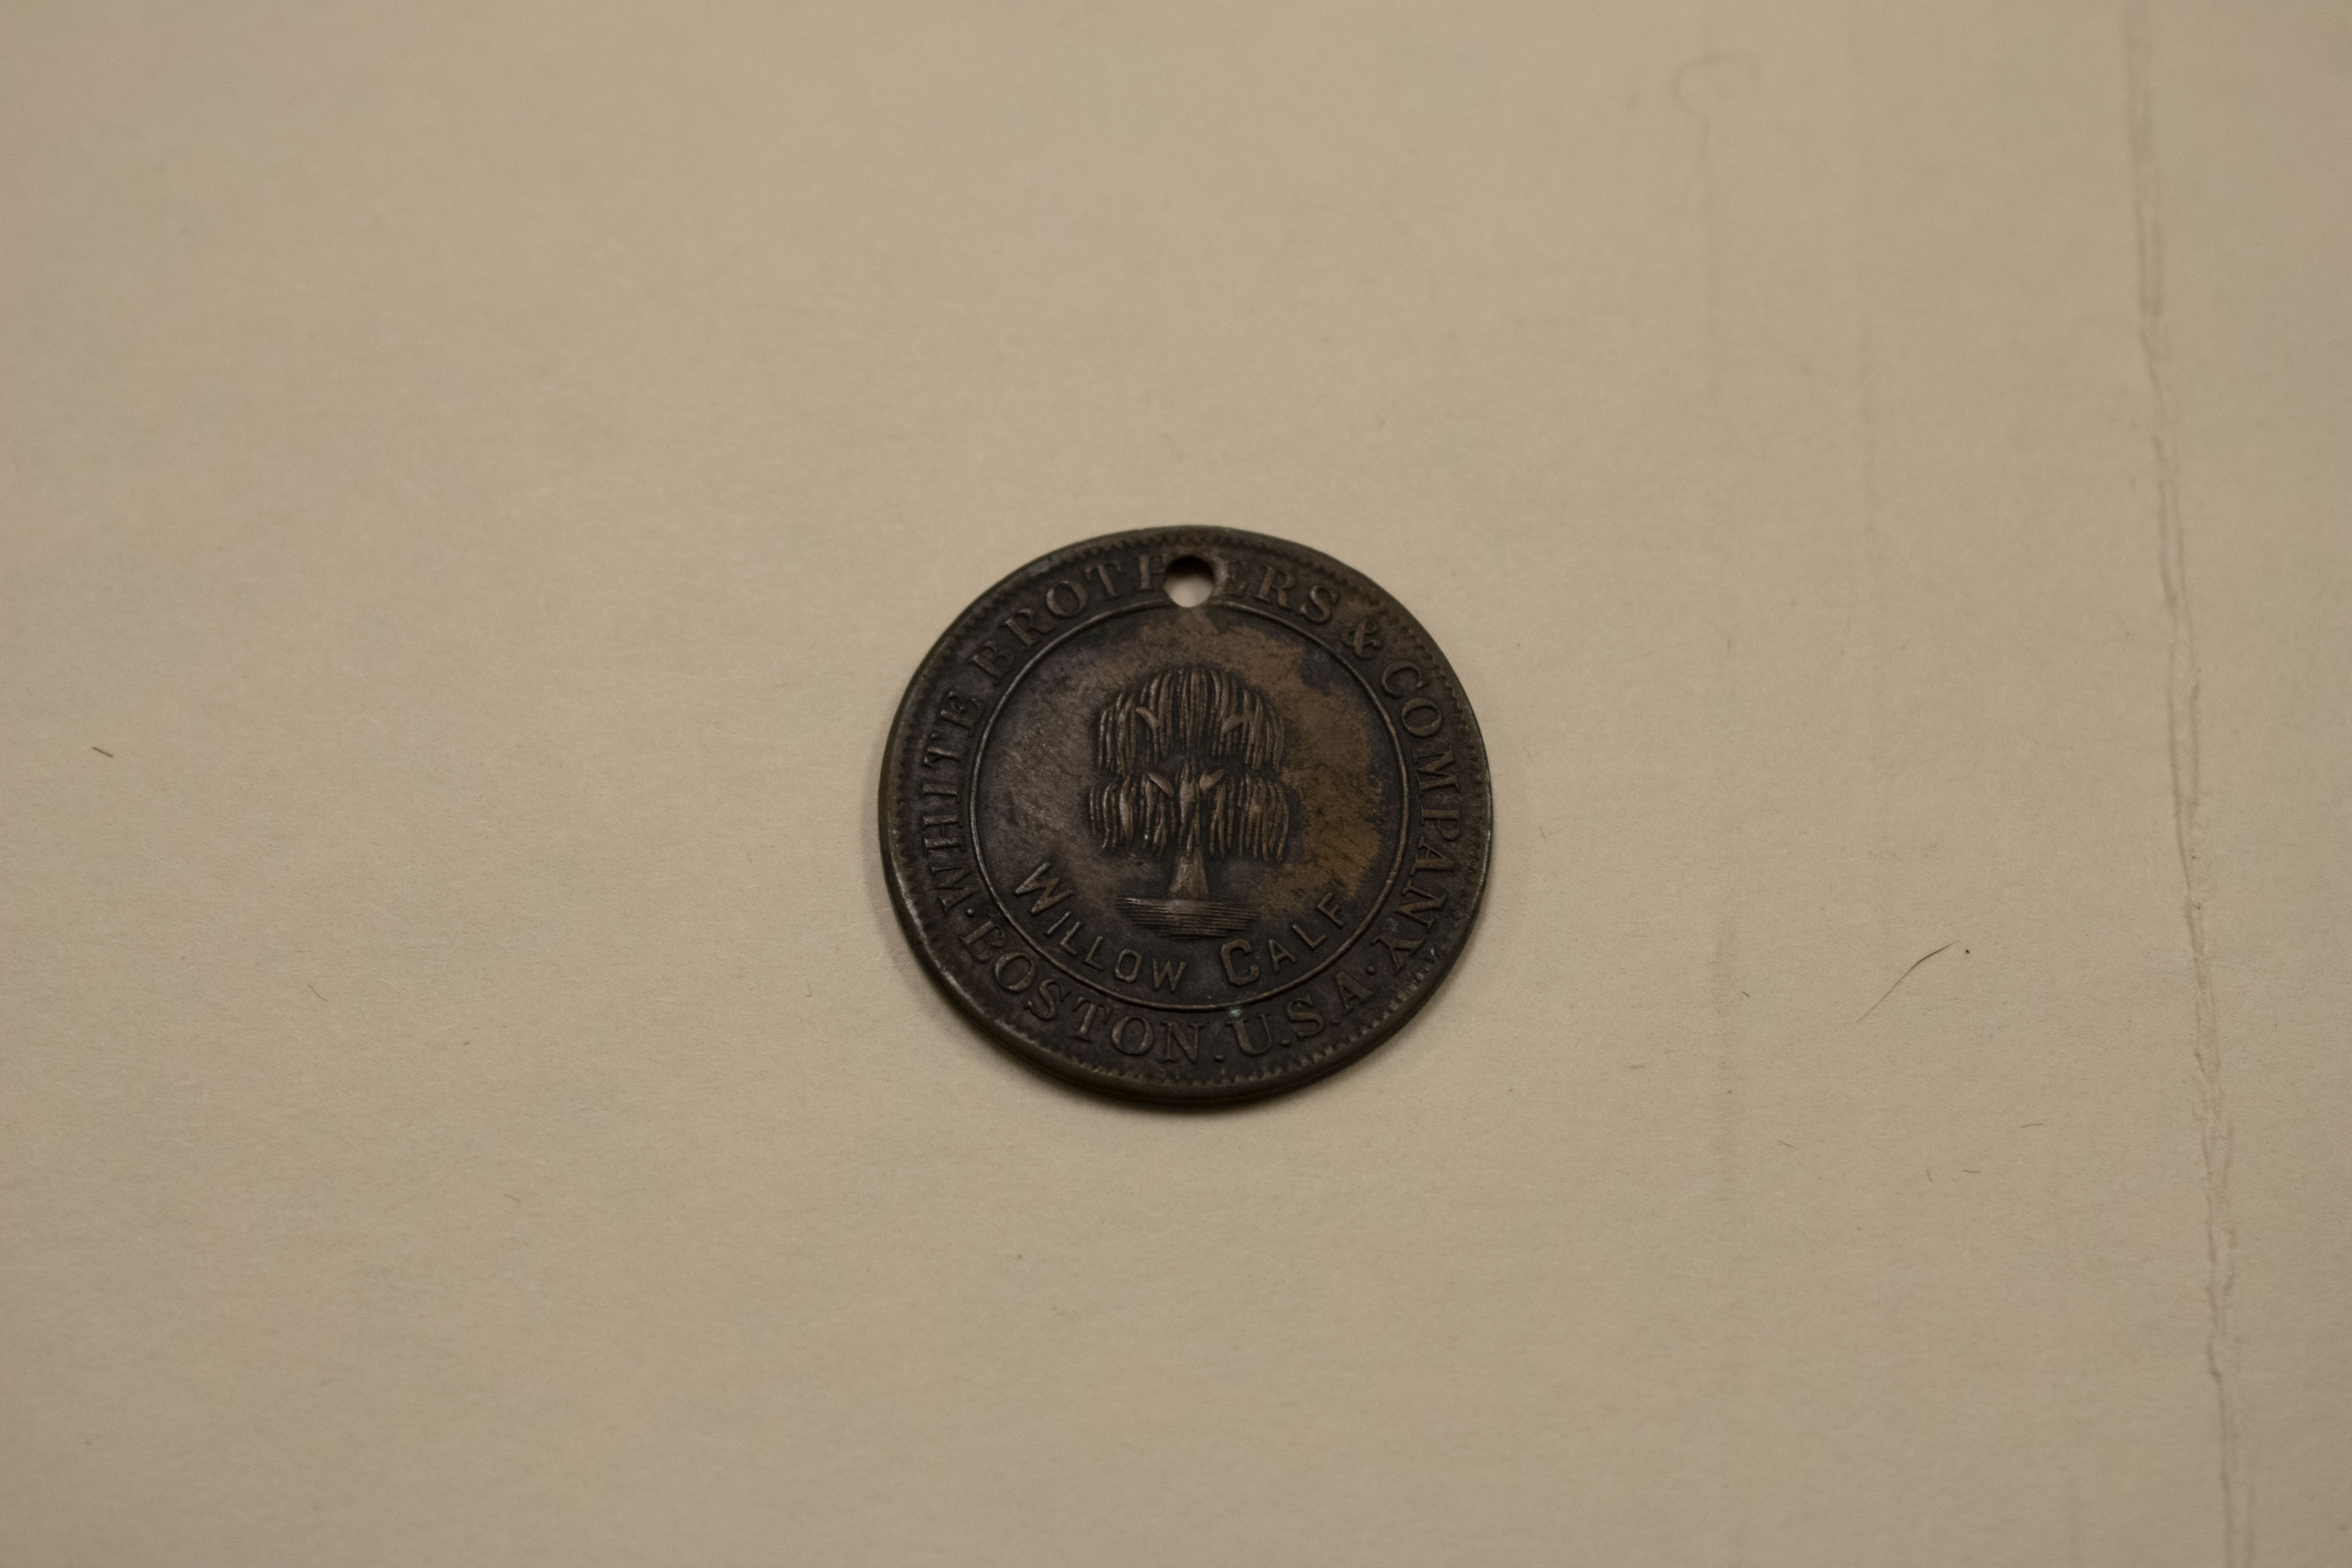 WHITE BROTHERS & COMPANY
· BOSTON. U.S.A ·
WILLOW CALF